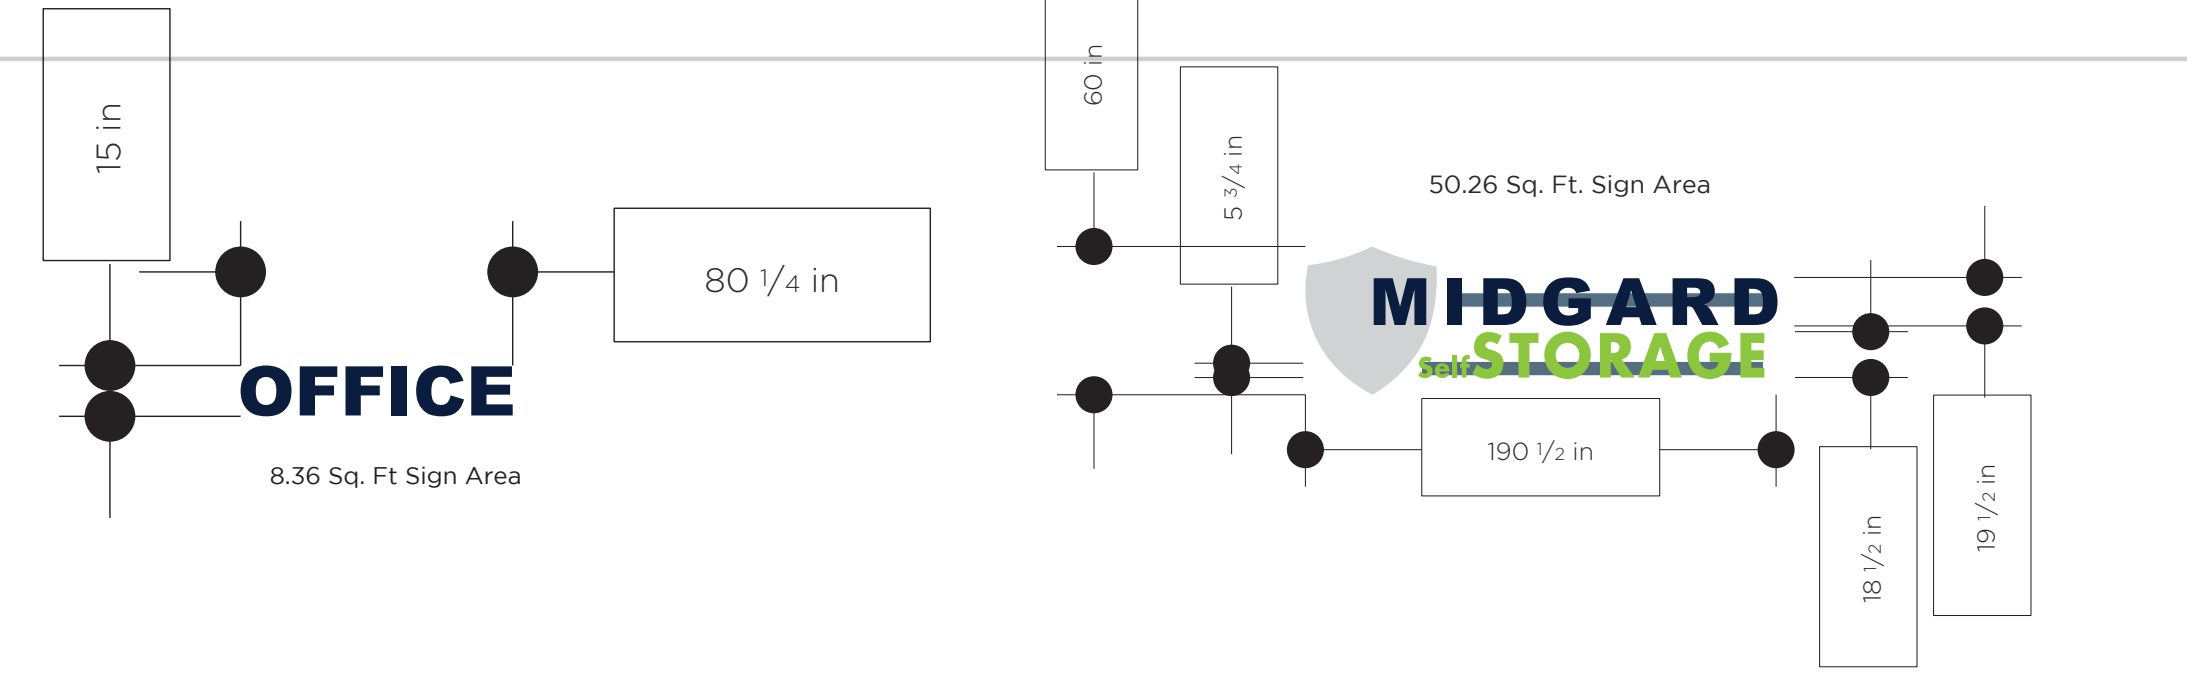 15 in
80 1/4 in
OFFICE
8.36 Sq. Ft Sign Area
60 in
5 3/4 in
50.26 Sq. Ft. Sign Area
MIDGARD
Self STORAGE
190 1/2 in
18 1/2 in
19 1/2 in